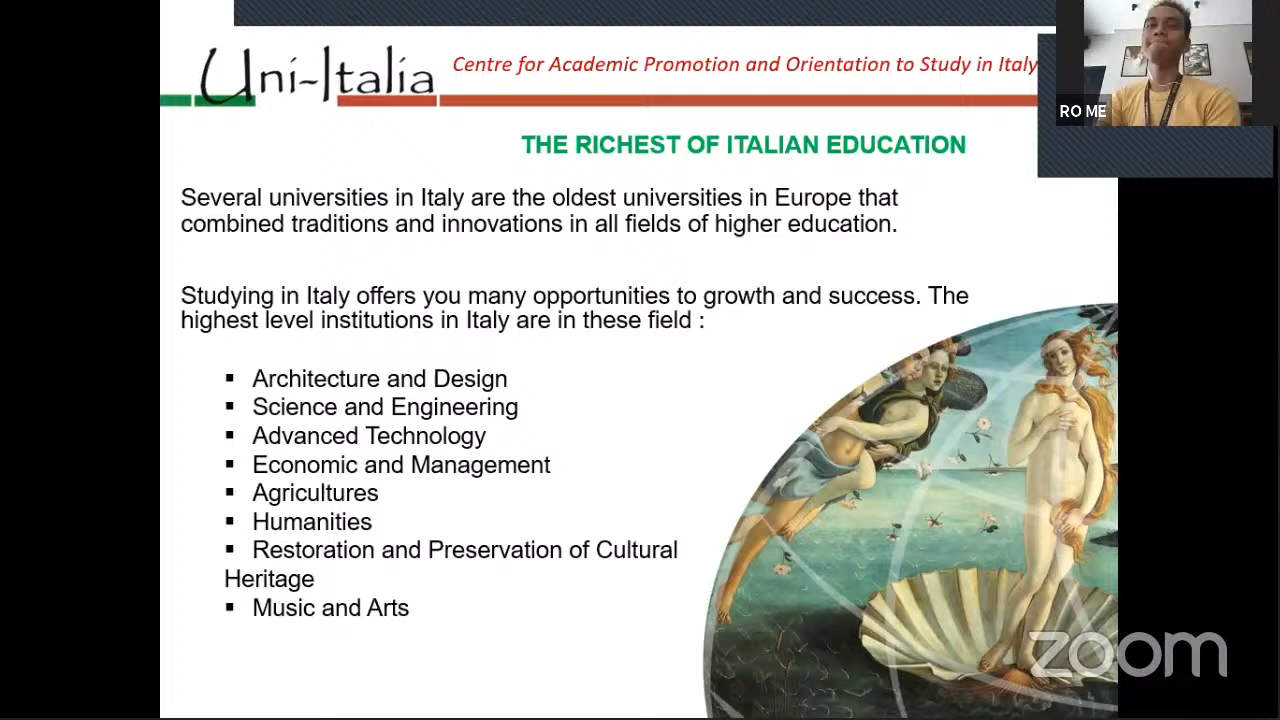 Uni-Italia
Centre for Academic Promotion and Orientation to Study in Italy
RO ME
THE RICHEST OF ITALIAN EDUCATION
Several universities in Italy are the oldest universities in Europe that
combined traditions and innovations in all fields of higher education.
Studying in Italy offers you many opportunities to growth and success. The
highest level institutions in Italy are in these field :
▪ Architecture and Design
▪ Science and Engineering
▪ Advanced Technology
▪ Economic and Management
▪ Agricultures
▪ Humanities
▪ Restoration and Preservation of Cultural
Heritage
▪ Music and Arts
zoom